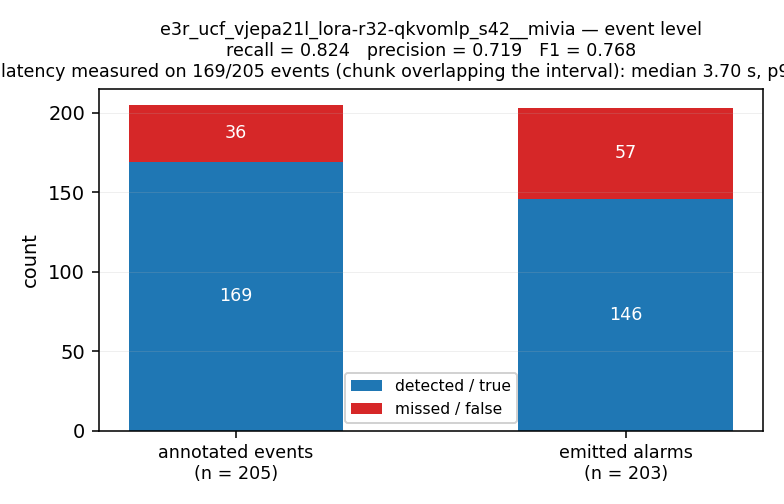 e3r_ucf_vjepa21l_lora-r32-qkvomlp_s42__mivia — event level
recall = 0.824 precision = 0.719 F1 = 0.768
latency measured on 169/205 events (chunk overlapping the interval): median 3.70 s, p9
200
150
100
50
0
count
36
169
57
146
detected / true
missed / false
annotated events
(n = 205)
emitted alarms
(n = 203)